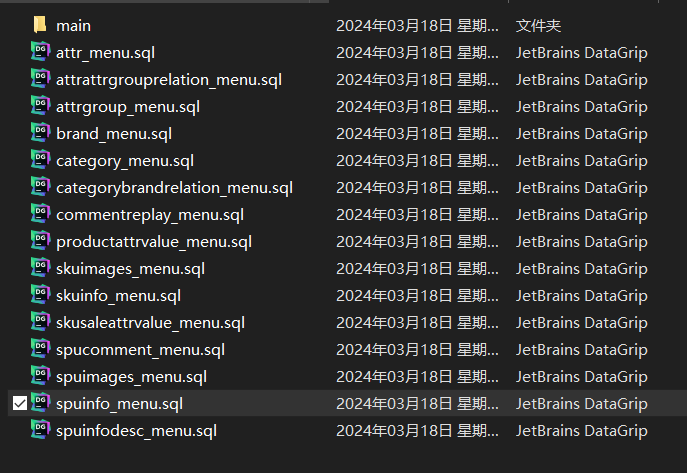 main 2024年03月18日 星期... 文件夹
attr_menu.sql 2024年03月18日 星期... JetBrains DataGrip
attrattrgrouprelation_menu.sql 2024年03月18日 星期... JetBrains DataGrip
attrgroup_menu.sql 2024年03月18日 星期... JetBrains DataGrip
brand_menu.sql 2024年03月18日 星期... JetBrains DataGrip
category_menu.sql 2024年03月18日 星期... JetBrains DataGrip
categorybrandrelation_menu.sql 2024年03月18日 星期... JetBrains DataGrip
commentreplay_menu.sql 2024年03月18日 星期... JetBrains DataGrip
productattrvalue_menu.sql 2024年03月18日 星期... JetBrains DataGrip
skuimages_menu.sql 2024年03月18日 星期... JetBrains DataGrip
skuinfo_menu.sql 2024年03月18日 星期... JetBrains DataGrip
skusaleattrvalue_menu.sql 2024年03月18日 星期... JetBrains DataGrip
spucomment_menu.sql 2024年03月18日 星期... JetBrains DataGrip
spuimages_menu.sql 2024年03月18日 星期... JetBrains DataGrip
spuinfo_menu.sql 2024年03月18日 星期... JetBrains DataGrip
spuinfodesc_menu.sql 2024年03月18日 星期... JetBrains DataGrip